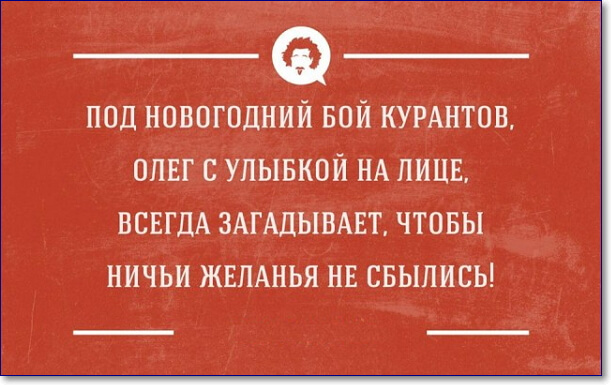 ПОД НОВОГОДНИЙ БОЙ КУРАНТОВ,
ОЛЕГ С УЛЫБКОЙ НА ЛИЦЕ,
ВСЕГДА ЗАГАДЫВАЕТ, ЧТОБЫ
НИЧЬИ ЖЕЛАНЬЯ НЕ СБЫЛИСЬ!